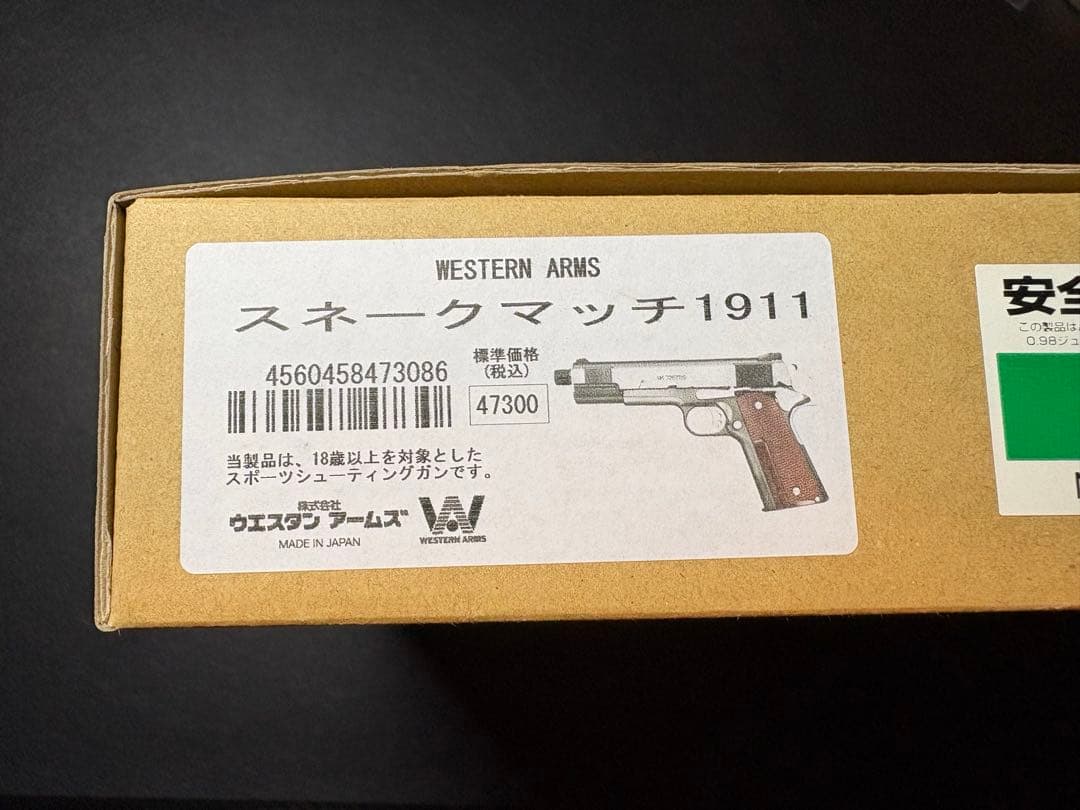 WESTERN ARMS
スネークマッチ1911
4560458473086
標準価格
(税込)
47300
当製品は、18歳以上を対象とした
スポーツシューティングガンです。
株式会社
ウエスタン アームズ
MADE IN JAPAN
WESTERN ARMS
安全
この製品は
0.98ジュ